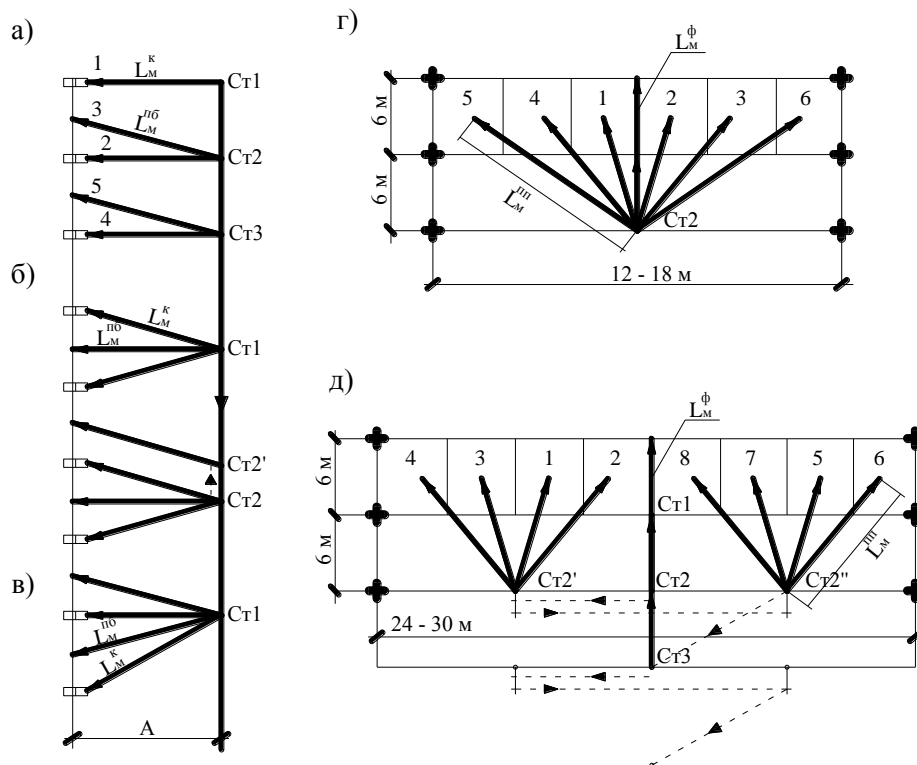 а)
1
L_м^к
Ст1
3
L_м^пб
2
Ст2
5
4
Ст3
б)
L_м^к
L_м^пб
Ст1
Ст2'
Ст2
в)
Ст1
L_м^пб
L_м^к
А
г)
L_м^ф
6 м
5
4
1
2
3
6
6 м
L_м^пп
Ст2
12 - 18 м
д)
L_м^ф
6 м
4
3
1
2
8
7
5
6
Ст1
6 м
L_м^пп
Ст2'
Ст2
Ст2''
24 - 30 м
Ст3